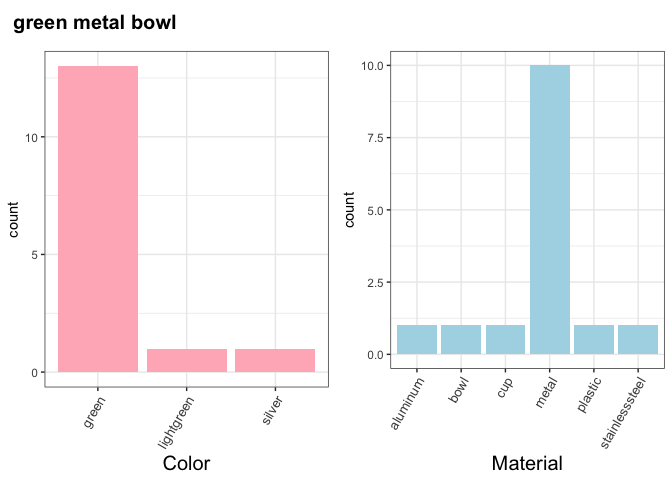 green metal bowl
count
10
5
0
green
lightgreen
silver
Color
count
10.0
7.5
5.0
2.5
0.0
aluminum
bowl
cup
metal
plastic
stainlesssteel
Material